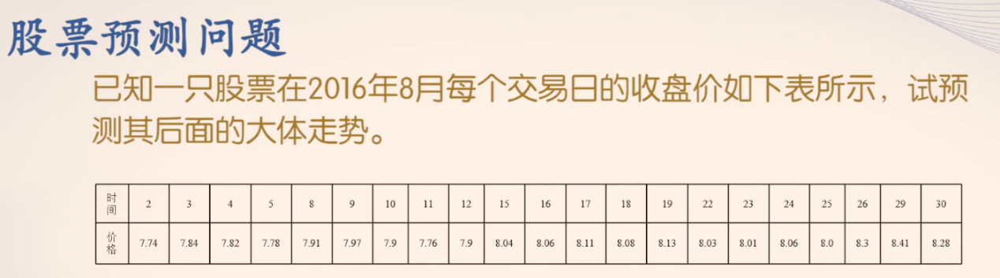 股票预测问题
已知一只股票在2016年8月每个交易日的收盘价如下表所示，试预
测其后面的大体走势。
时间 2 3 4 5 8 9 10 11 12 15 16 17 18 19 22 23 24 25 26 29 30
价格 7.74 7.84 7.82 7.78 7.91 7.97 7.9 7.76 7.9 8.04 8.06 8.11 8.08 8.13 8.03 8.01 8.06 8.0 8.3 8.41 8.28